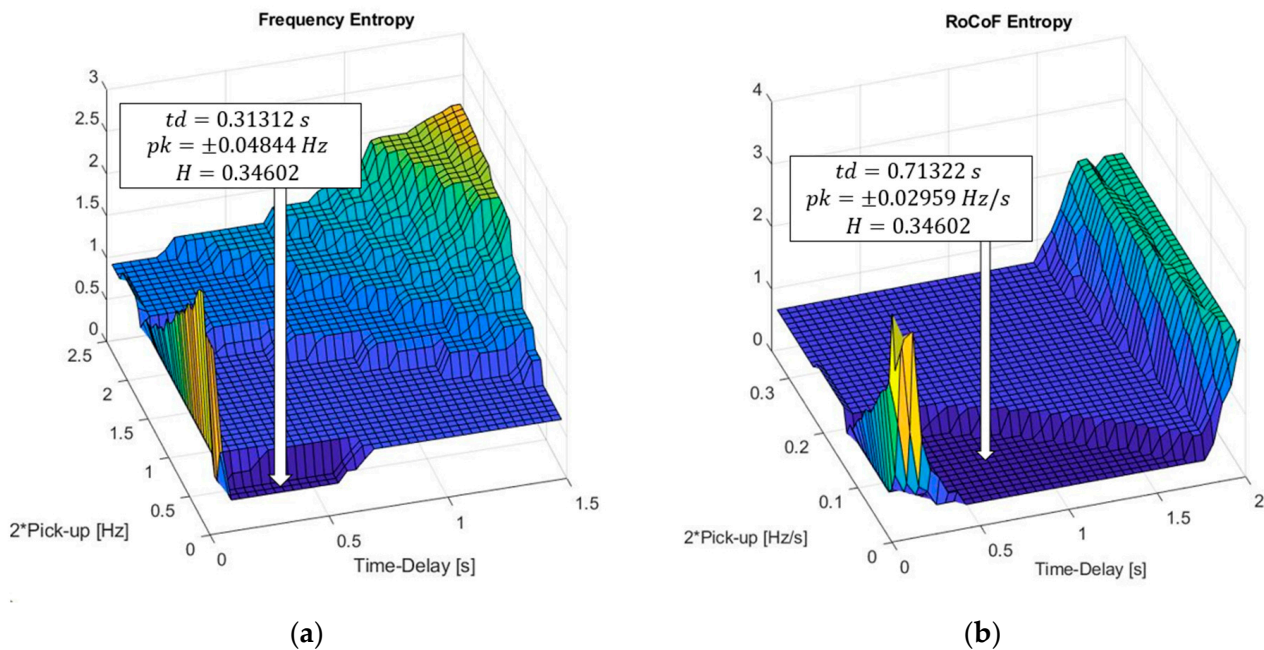 Frequency Entropy
3
2.5
2
1.5
1
0.5
0
td = 0.31312 s
pk = ±0.04844 Hz
H = 0.34602
2.5
2
1.5
1
0.5
0
2*Pick-up [Hz]
0
0.5
1
1.5
Time-Delay [s]
(a)
RoCoF Entropy
4
3
2
1
0
td = 0.71322 s
pk = ±0.02959 Hz/s
H = 0.34602
0.3
0.2
0.1
0
2*Pick-up [Hz/s]
0
0.5
1
1.5
2
Time-Delay [s]
(b)